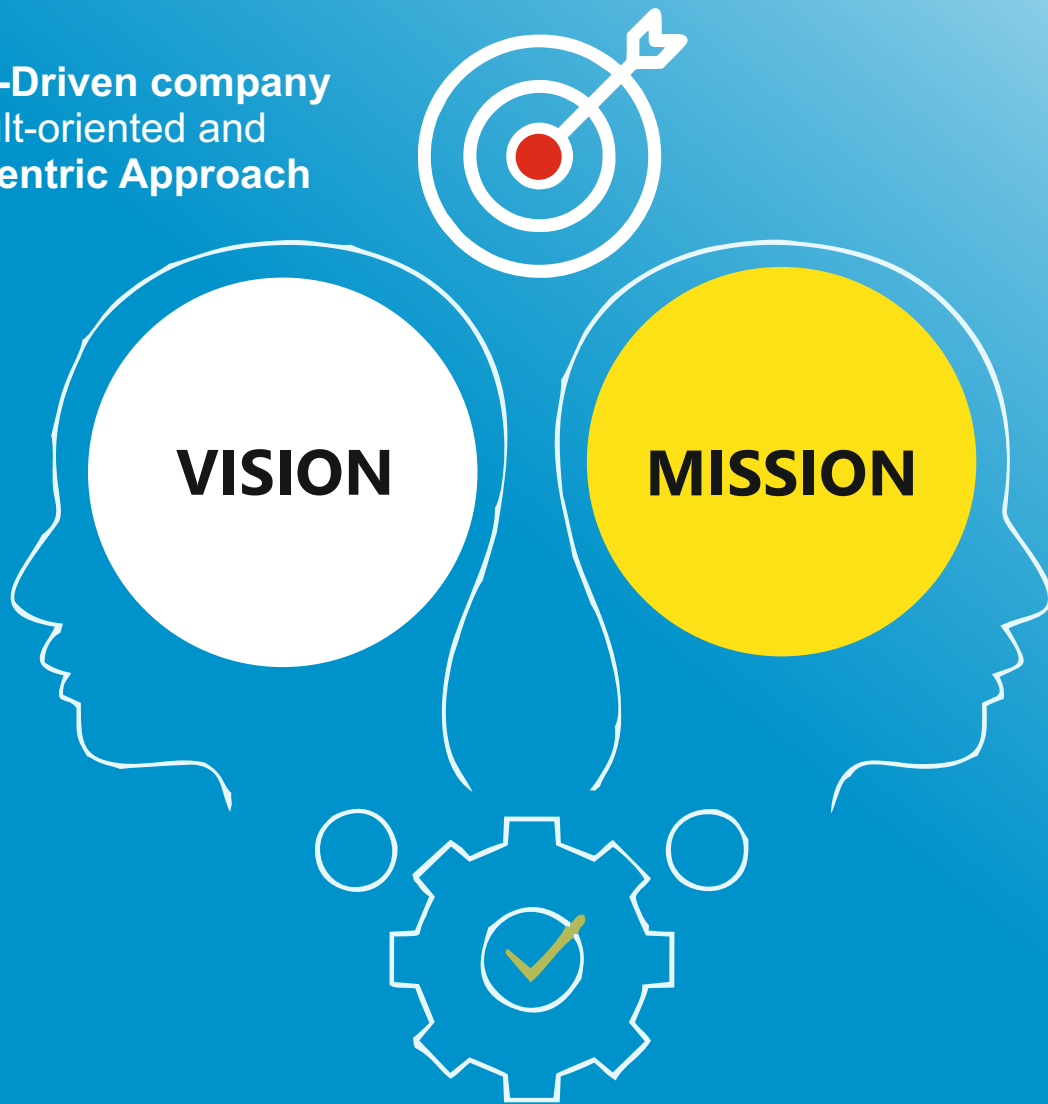 -Driven company
lt-oriented and
entric Approach
VISION
MISSION